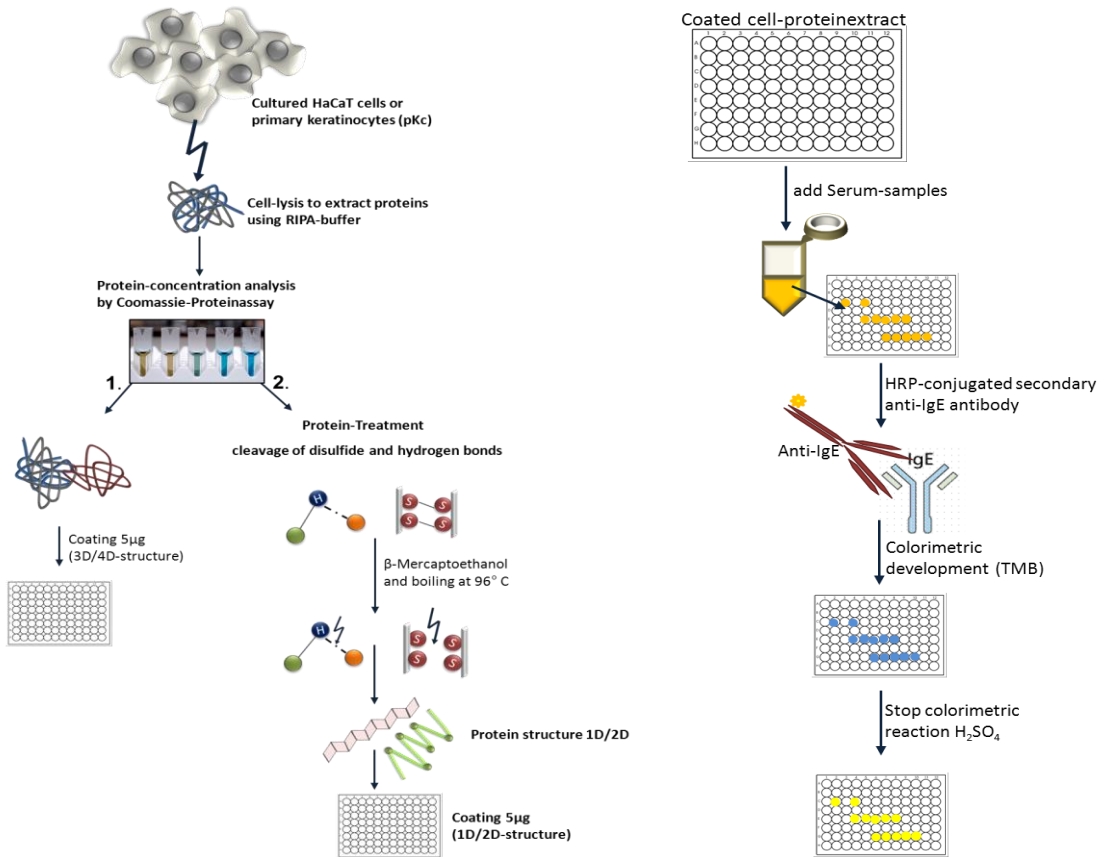 Cultured HaCaT cells or
primary keratinocytes (pKc)
Cell-lysis to extract proteins
using RIPA-buffer
Protein-concentration analysis
by Coomassie-Proteinassay
1.
2.
Protein-Treatment
cleavage of disulfide and hydrogen bonds
Coating 5µg
(3D/4D-structure)
H
S S
S S
β-Mercaptoethanol
and boiling at 96° C
H
S S
S S
Protein structure 1D/2D
Coating 5µg
(1D/2D-structure)
Coated cell-proteinextract
1 2 3 4 5 6 7 8 9 10 11 12
A
B
C
D
E
F
G
H
add Serum-samples
HRP-conjugated secondary
anti-IgE antibody
Anti-IgE
IgE
Colorimetric
development (TMB)
Stop colorimetric
reaction H₂SO₄